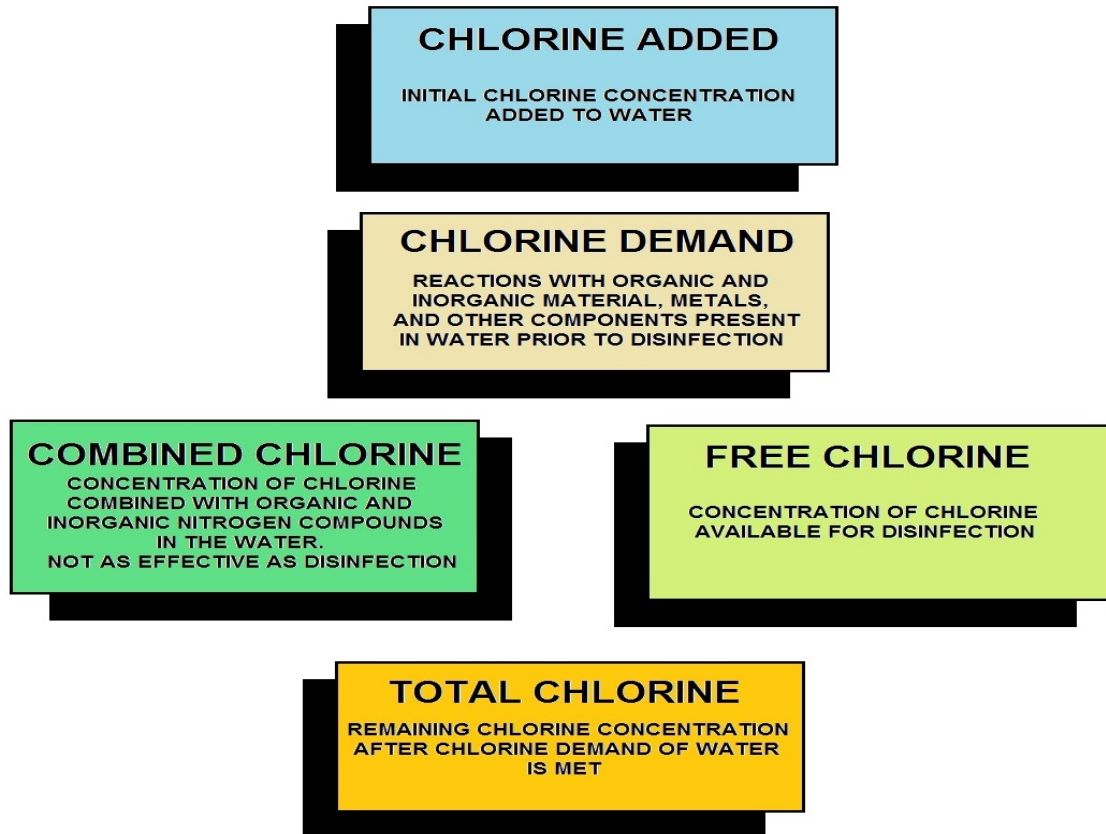 CHLORINE ADDED
INITIAL CHLORINE CONCENTRATION
ADDED TO WATER
CHLORINE DEMAND
REACTIONS WITH ORGANIC AND
INORGANIC MATERIAL, METALS,
AND OTHER COMPONENTS PRESENT
IN WATER PRIOR TO DISINFECTION
COMBINED CHLORINE
CONCENTRATION OF CHLORINE
COMBINED WITH ORGANIC AND
INORGANIC NITROGEN COMPOUNDS
IN THE WATER.
NOT AS EFFECTIVE AS DISINFECTION
FREE CHLORINE
CONCENTRATION OF CHLORINE
AVAILABLE FOR DISINFECTION
TOTAL CHLORINE
REMAINING CHLORINE CONCENTRATION
AFTER CHLORINE DEMAND OF WATER
IS MET